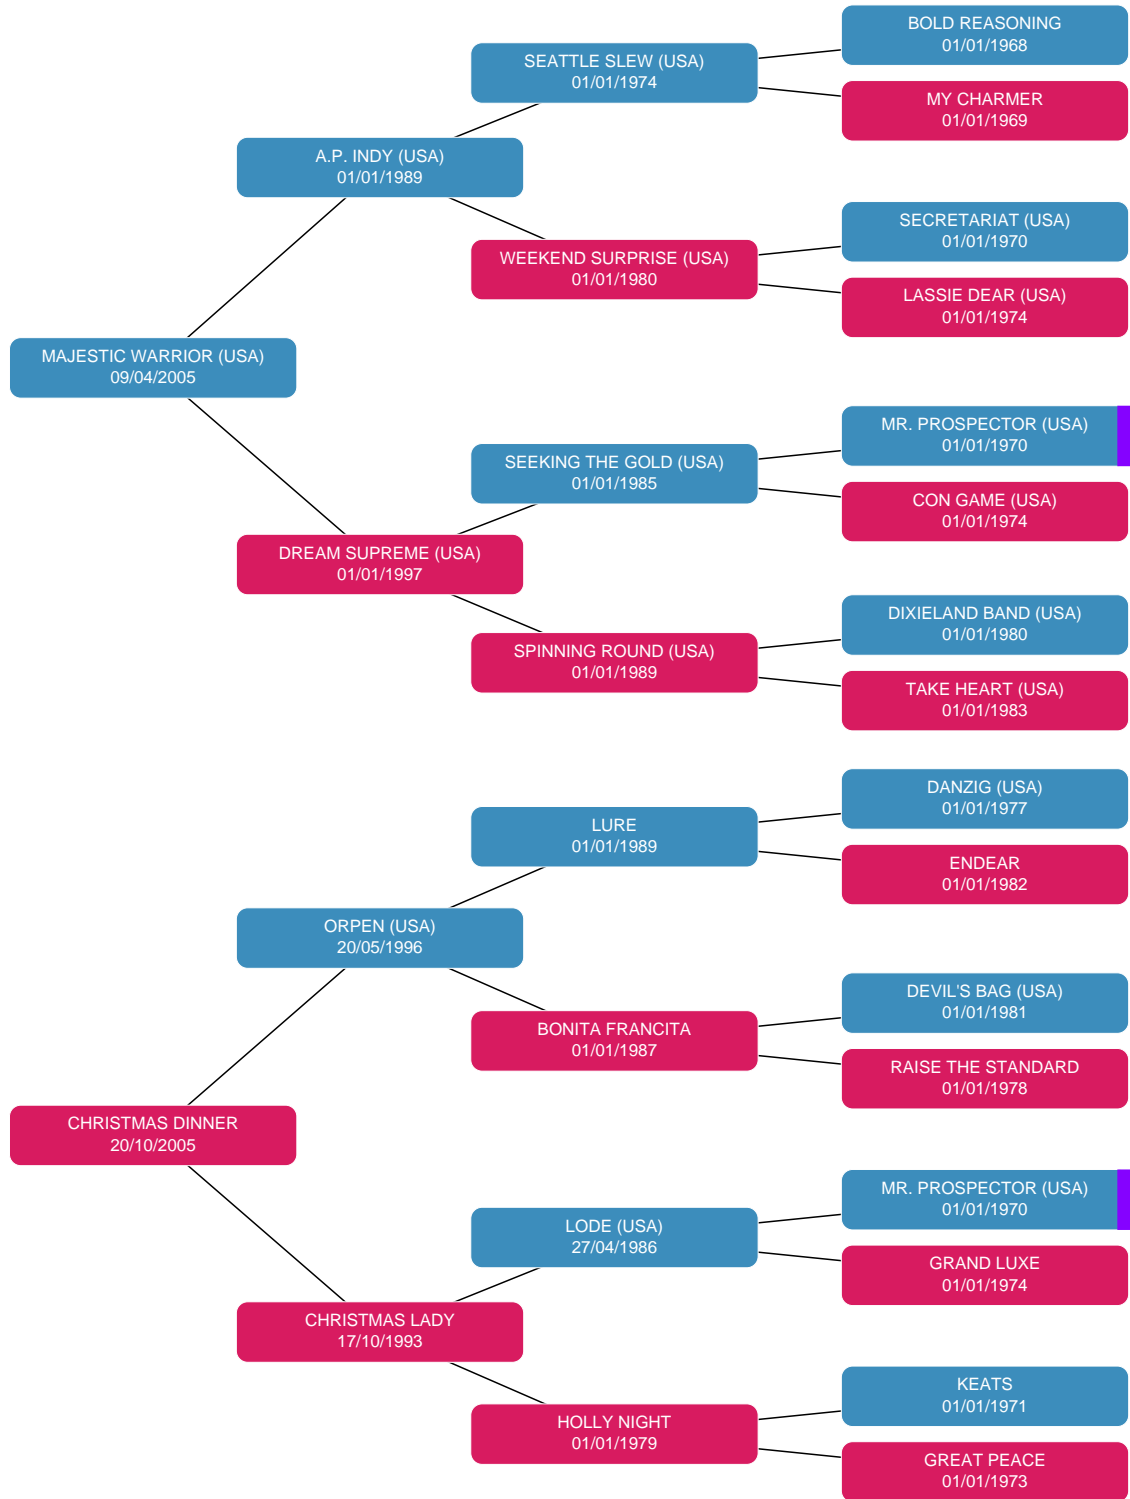 BOLD REASONING
01/01/1968
SEATTLE SLEW (USA)
01/01/1974
MY CHARMER
01/01/1969
A.P. INDY (USA)
01/01/1989
SECRETARIAT (USA)
01/01/1970
WEEKEND SURPRISE (USA)
01/01/1980
LASSIE DEAR (USA)
01/01/1974
MAJESTIC WARRIOR (USA)
09/04/2005
MR. PROSPECTOR (USA)
01/01/1970
SEEKING THE GOLD (USA)
01/01/1985
CON GAME (USA)
01/01/1974
DREAM SUPREME (USA)
01/01/1997
DIXIELAND BAND (USA)
01/01/1980
SPINNING ROUND (USA)
01/01/1989
TAKE HEART (USA)
01/01/1983
DANZIG (USA)
01/01/1977
LURE
01/01/1989
ENDEAR
01/01/1982
ORPEN (USA)
20/05/1996
DEVIL'S BAG (USA)
01/01/1981
BONITA FRANCITA
01/01/1987
RAISE THE STANDARD
01/01/1978
CHRISTMAS DINNER
20/10/2005
MR. PROSPECTOR (USA)
01/01/1970
LODE (USA)
27/04/1986
GRAND LUXE
01/01/1974
CHRISTMAS LADY
17/10/1993
KEATS
01/01/1971
HOLLY NIGHT
01/01/1979
GREAT PEACE
01/01/1973